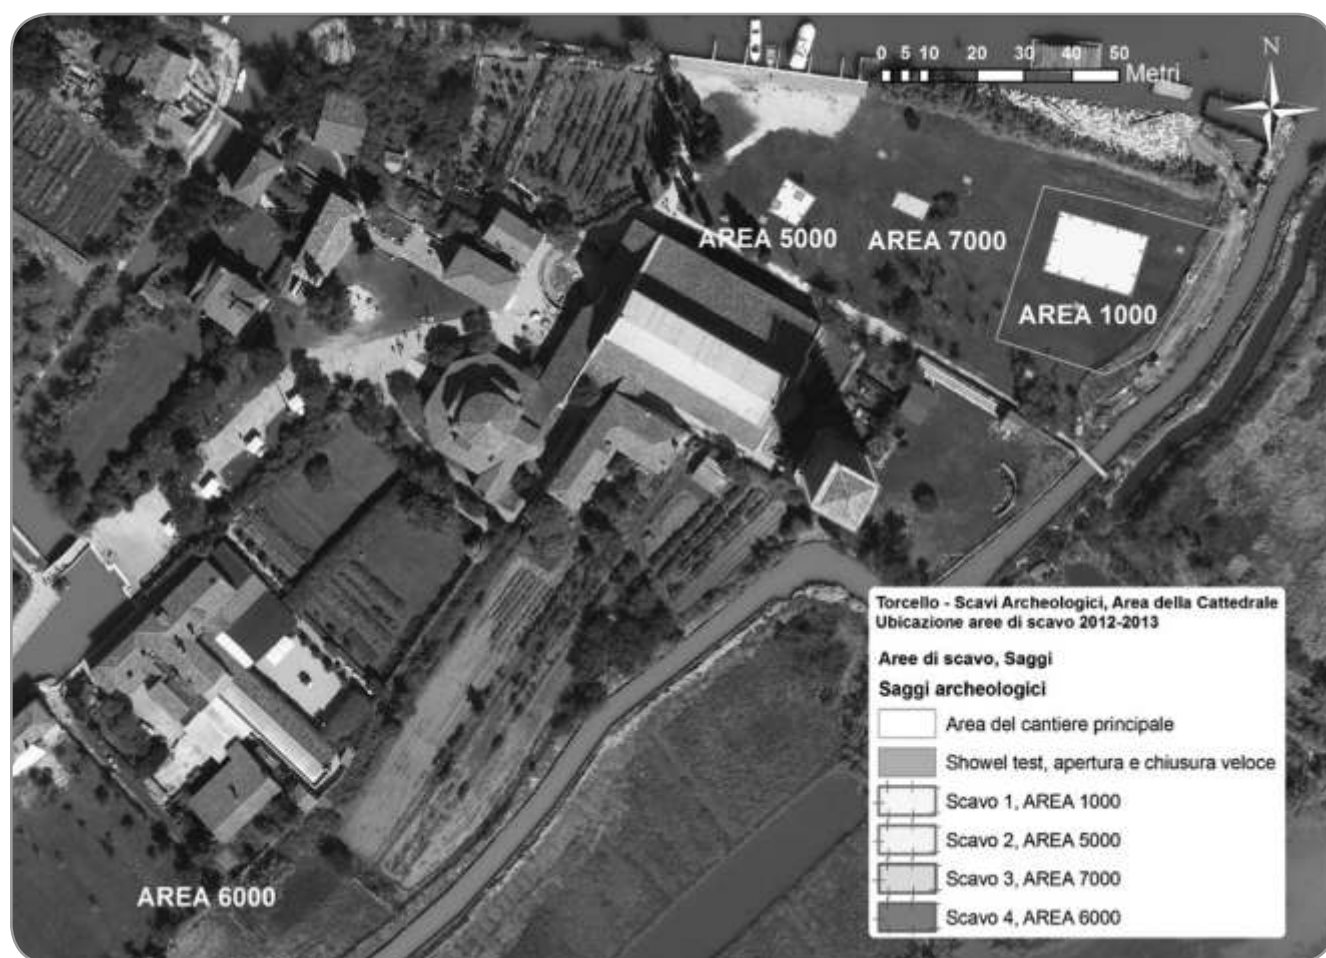 0 5 10 20 30 40 50
Metri
N
AREA 5000
AREA 7000
AREA 1000
AREA 6000
Torcello - Scavi Archeologici, Area della Cattedrale
Ubicazione aree di scavo 2012-2013
Aree di scavo, Saggi
Saggi archeologici
Area del cantiere principale
Showel test, apertura e chiusura veloce
Scavo 1, AREA 1000
Scavo 2, AREA 5000
Scavo 3, AREA 7000
Scavo 4, AREA 6000